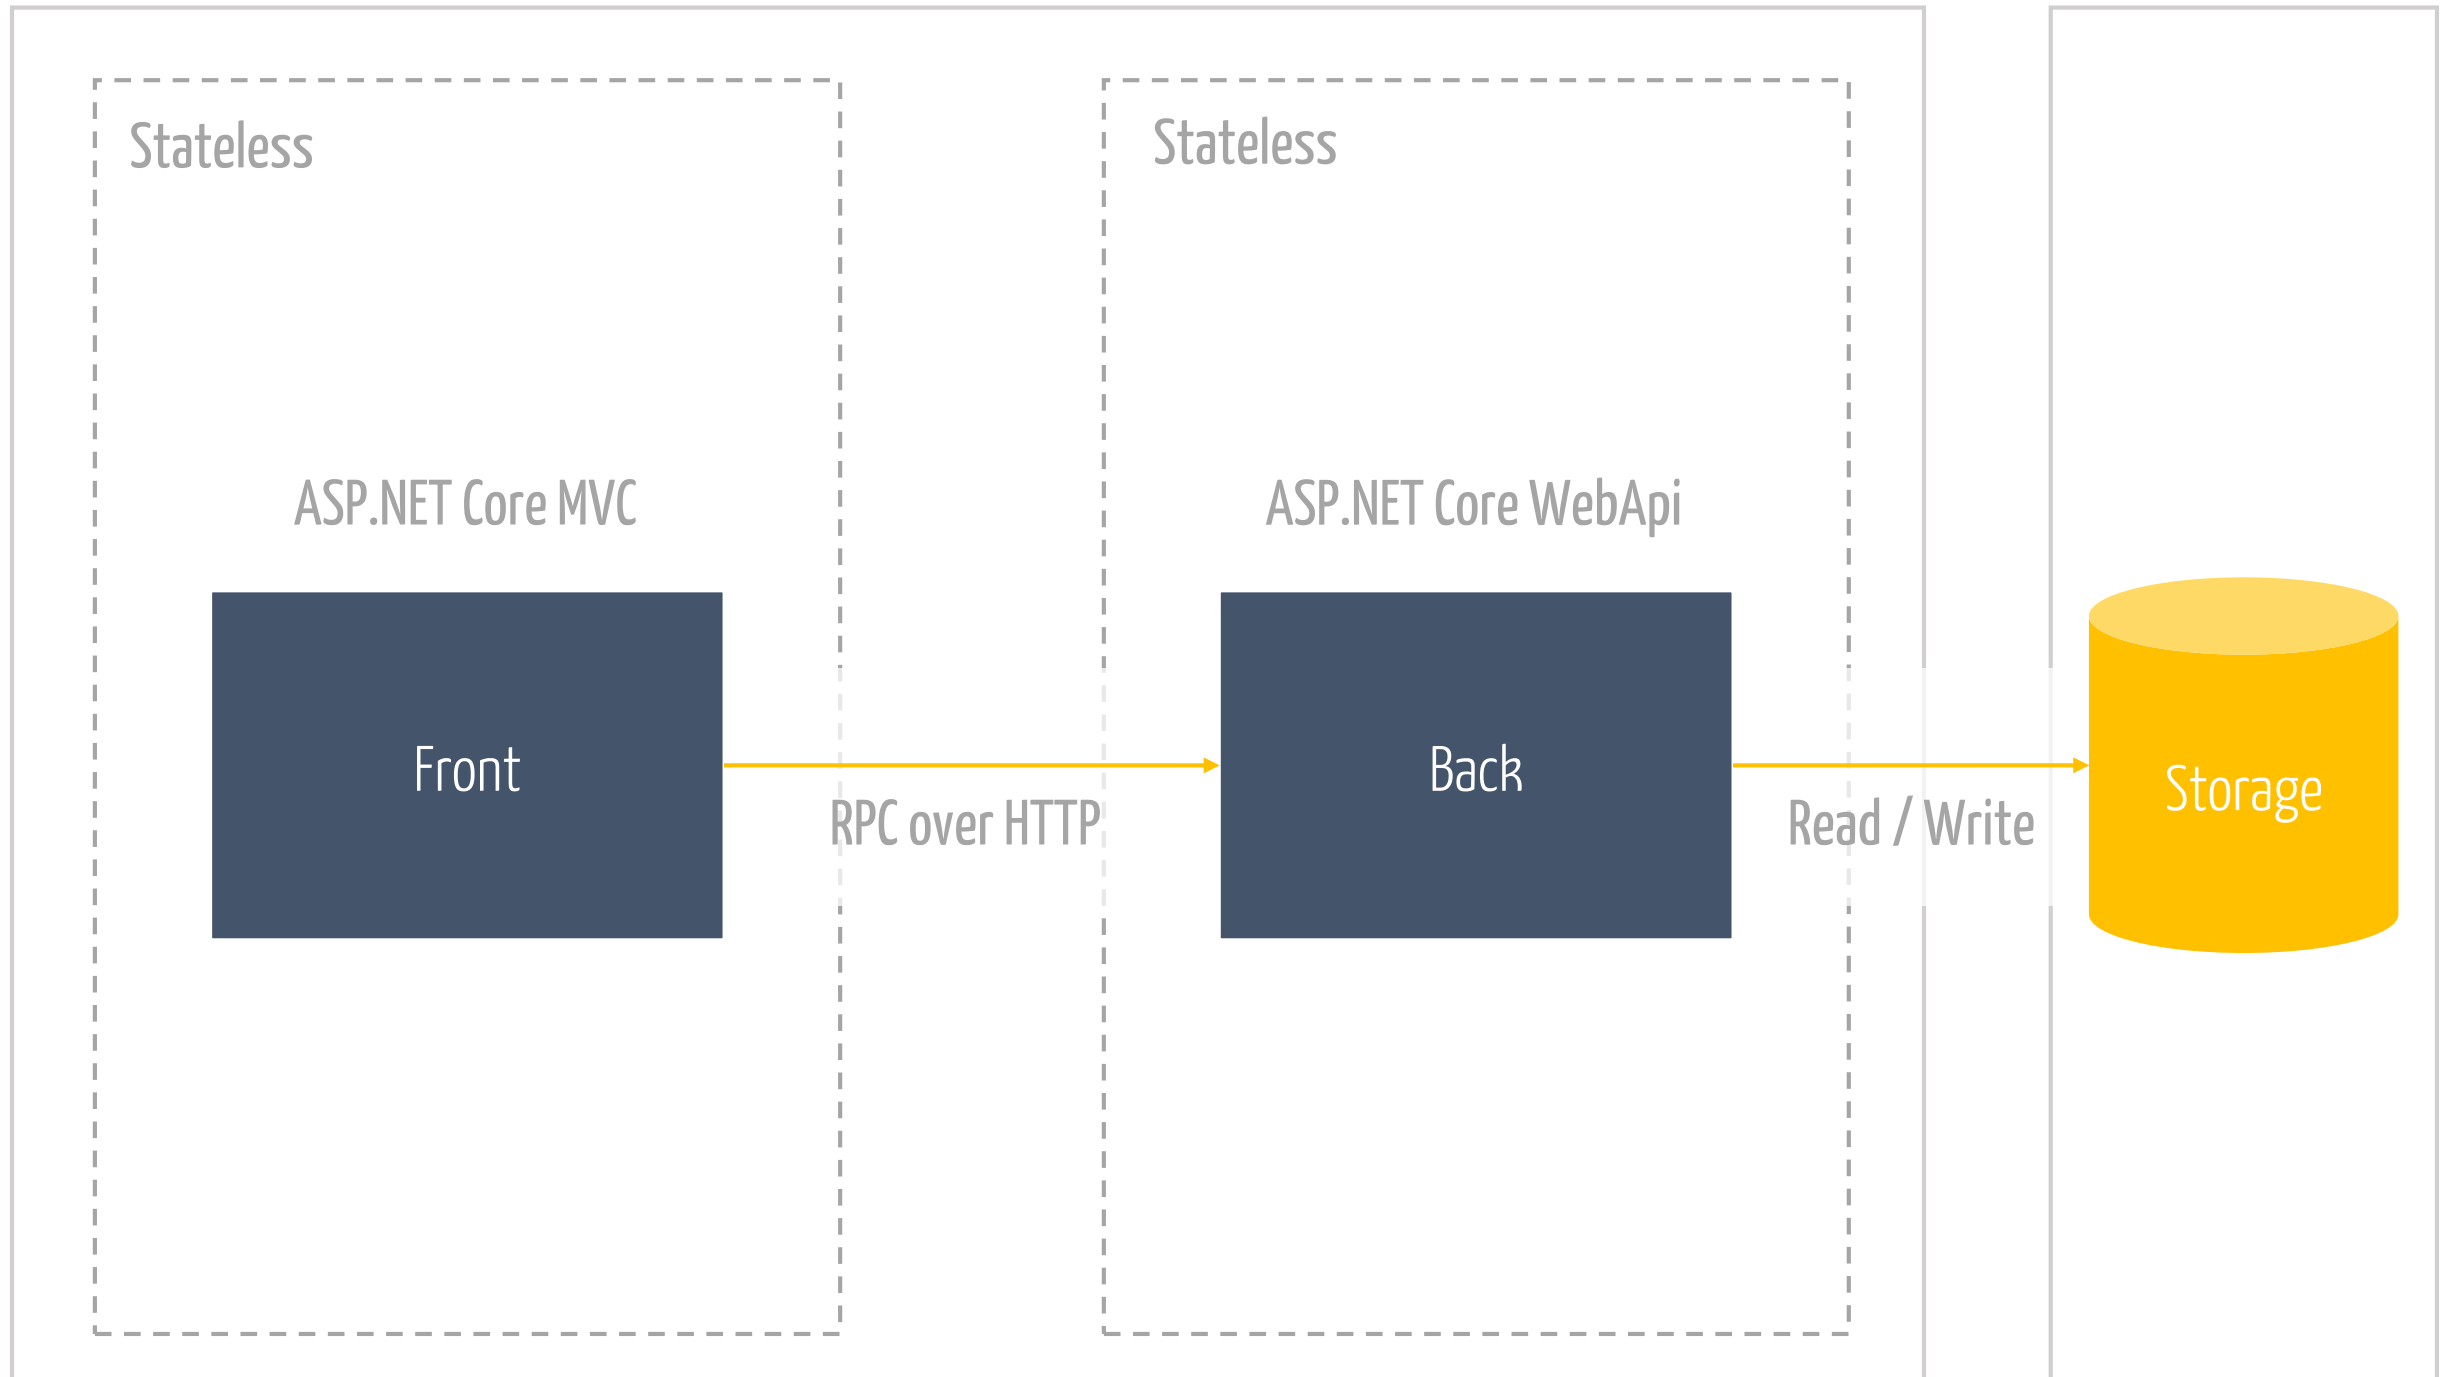 Stateless
Stateless
ASP.NET Core MVC
ASP.NET Core WebApi
Front
Back
Storage
RPC over HTTP
Read / Write